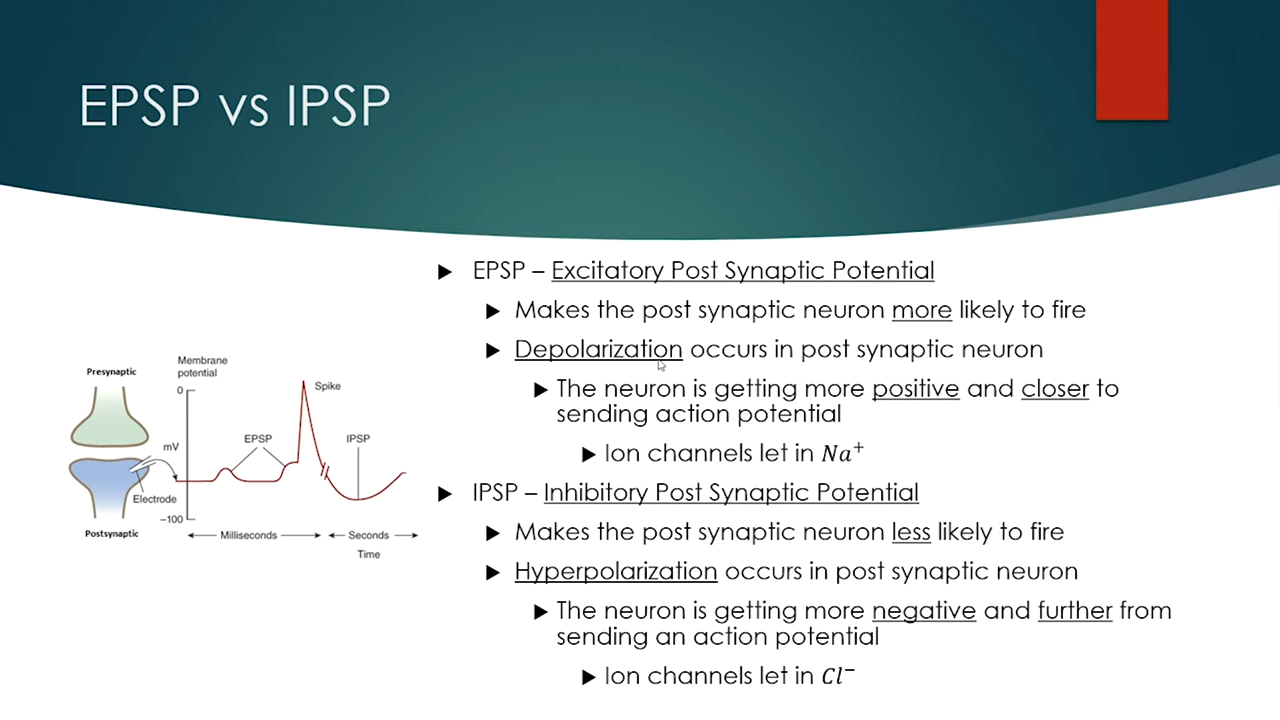 EPSP vs IPSP
► EPSP – Excitatory Post Synaptic Potential
► Makes the post synaptic neuron more likely to fire
► Depolarization occurs in post synaptic neuron
► The neuron is getting more positive and closer to
sending action potential
► Ion channels let in Na⁺
► IPSP – Inhibitory Post Synaptic Potential
► Makes the post synaptic neuron less likely to fire
► Hyperpolarization occurs in post synaptic neuron
► The neuron is getting more negative and further from
sending an action potential
► Ion channels let in Cl⁻
Presynaptic
Membrane
potential
0
Spike
EPSP
IPSP
mV
Electrode
−100
Postsynaptic
Milliseconds
Seconds
Time